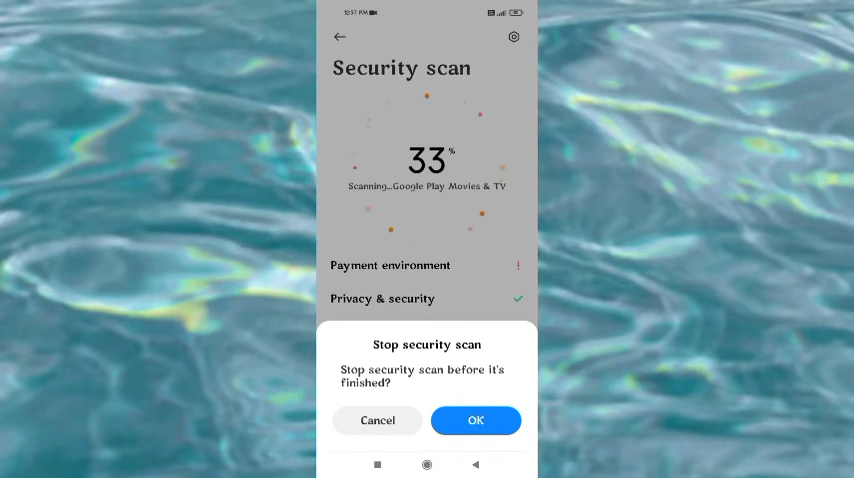 12:57 PM
Security scan
33%
Scanning...Google Play Movies & TV
Payment environment !
Privacy & security
Stop security scan
Stop security scan before it's
finished?
Cancel OK